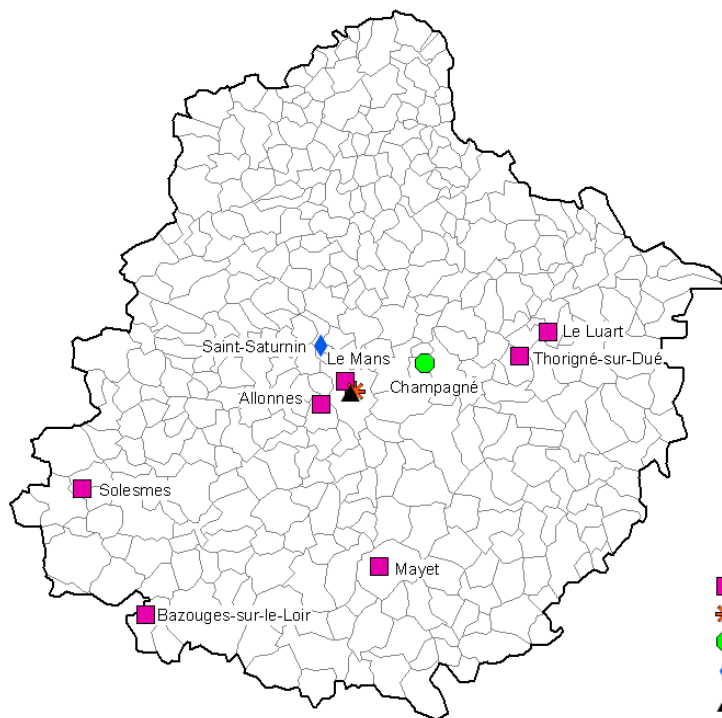 Le Luart
Saint-Saturnin
Le Mans
Thorigné-sur-Dué
Champagné
Allonnes
Solesmes
Mayet
Bazouges-sur-le-Loir